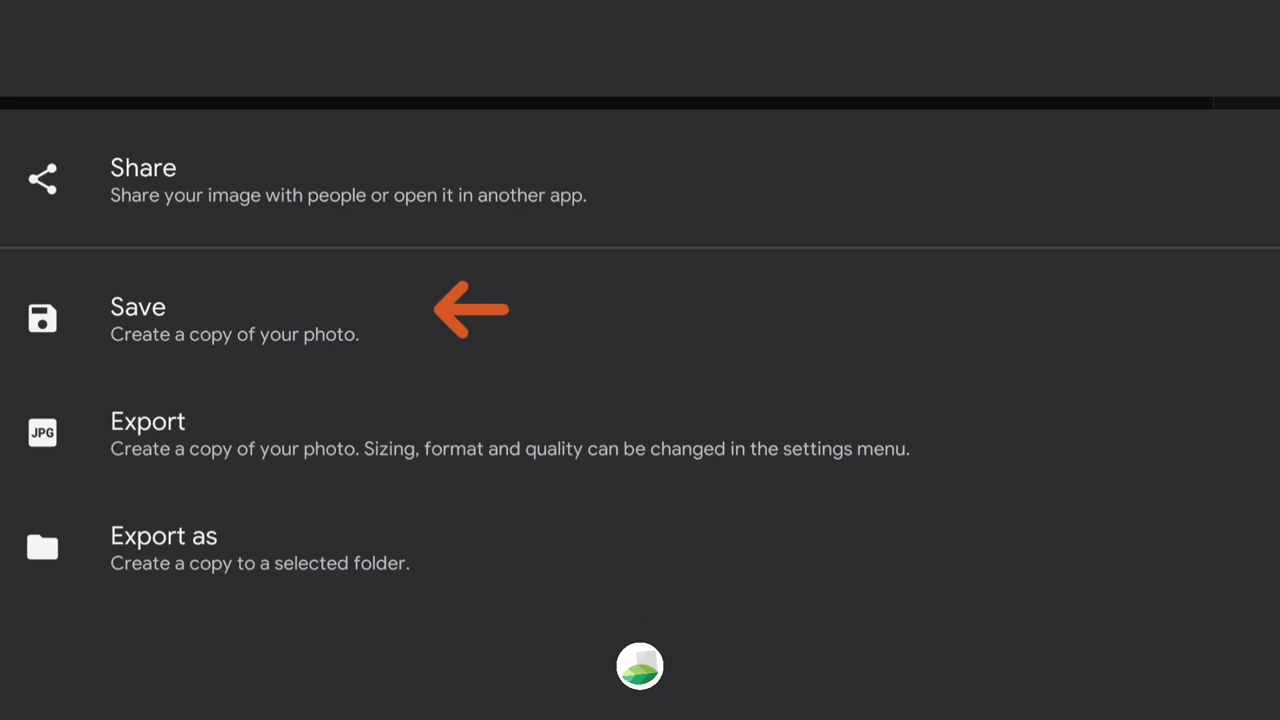 Share
Share your image with people or open it in another app.
Save
Create a copy of your photo.
JPG
Export
Create a copy of your photo. Sizing, format and quality can be changed in the settings menu.
Export as
Create a copy to a selected folder.